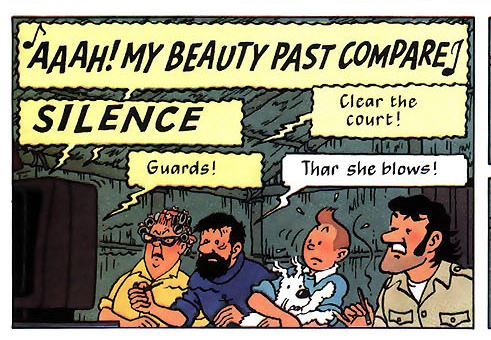 AAAH! MY BEAUTY PAST COMPARE
SILENCE
Clear the
court!
Guards!
Thar she blows!